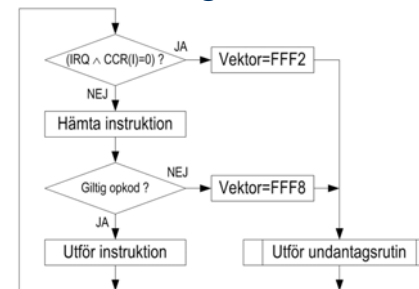 (IRQ ∧ CCR(I)=0) ?
JA
Vektor=FFF2
NEJ
Hämta instruktion
Giltig opkod ?
NEJ
Vektor=FFF8
JA
Utför instruktion
Utför undantagsrutin